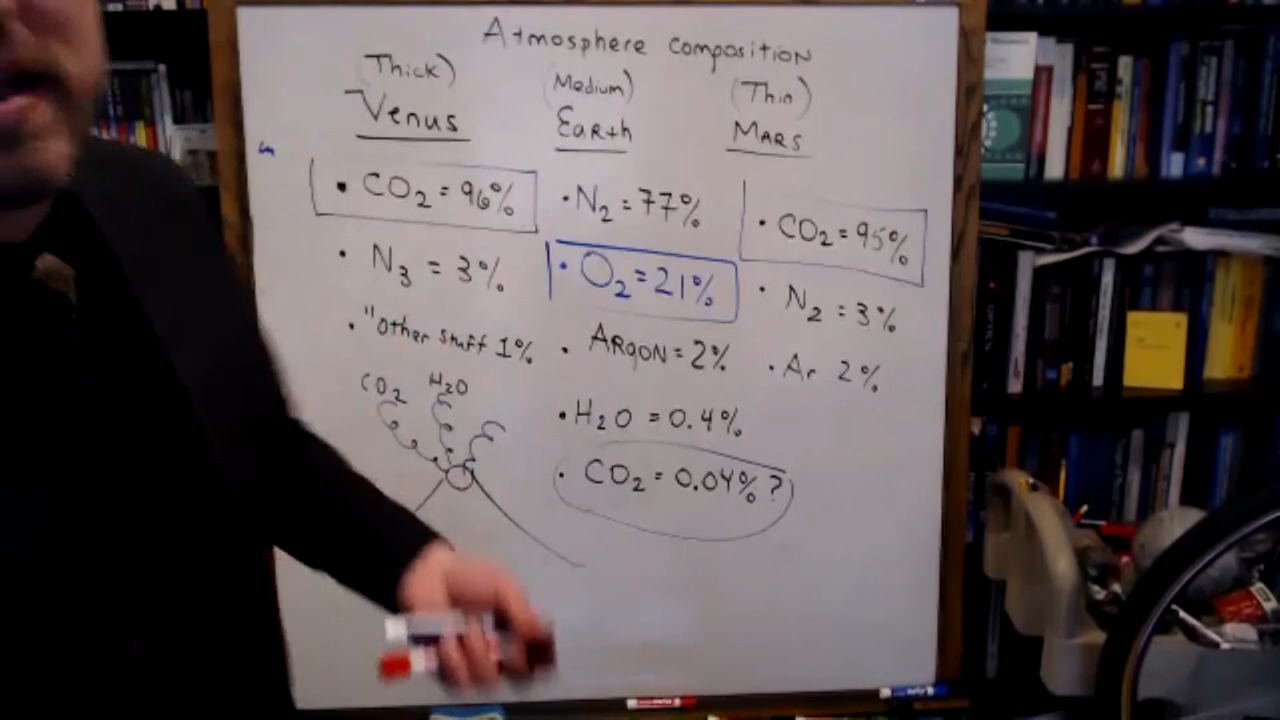 Atmosphere Composition
Thick)
Venus
• CO2 = 96%
• N3 = 3%
• "Other stuff 1%
CO2 H2O
(Medium)
Earth
• N2 = 77%
• O2 = 21%
• ARgON = 2%
• H2O = 0.4%
• CO2 = 0.04% ?
(Thin)
MARS
• CO2 = 95%
• N2 = 3%
• Ar 2%
OPTICS